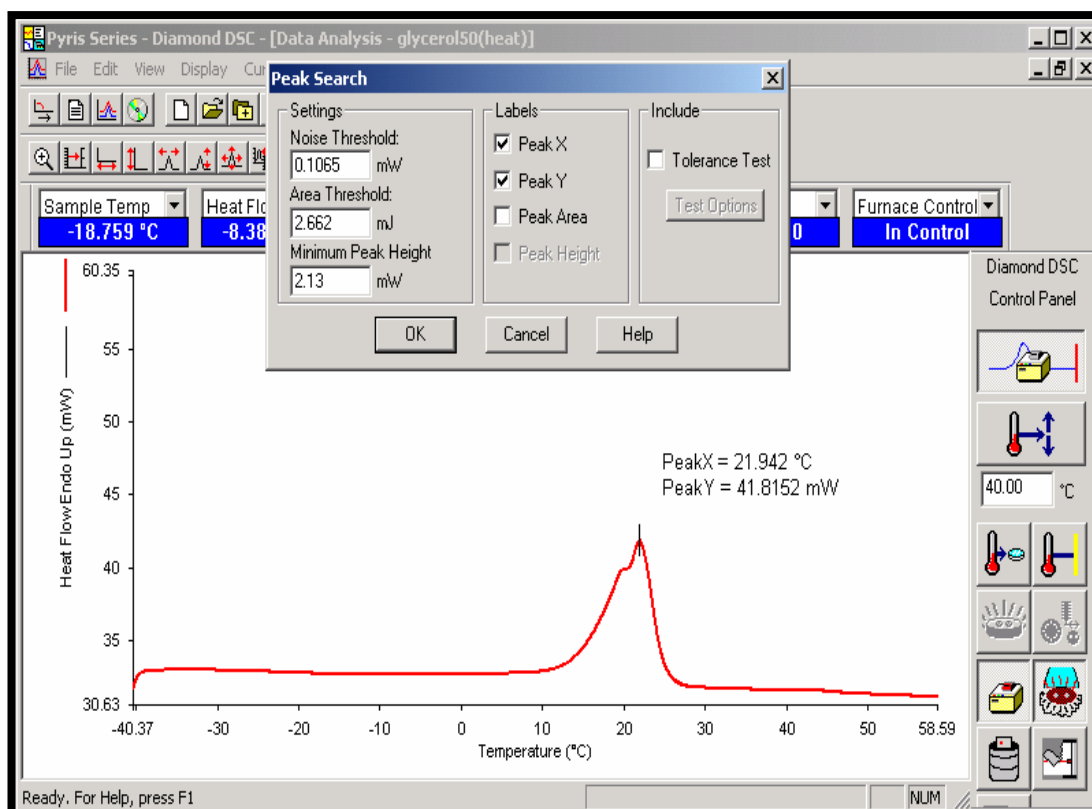 Pyris Series - Diamond DSC - [Data Analysis - glycerol50(heat)]
File Edit View Display
Peak Search
Settings
Noise Threshold:
0.1065 mW
Area Threshold:
2.662 mJ
Minimum Peak Height
2.13 mW
Labels
Peak X
Peak Y
Peak Area
Peak Height
Include
Tolerance Test
Test Options
OK Cancel Help
Sample Temp
-18.759 °C
Heat
Furnace Control
In Control
Diamond DSC
Control Panel
40.00 °C
60.35
55
50
45
40
35
30.63
Heat Flow Endo Up (mW)
PeakX = 21.942 °C
PeakY = 41.8152 mW
-40.37 -30 -20 -10 0 10 20 30 40 50 58.59
Temperature (°C)
Ready. For Help, press F1
NUM